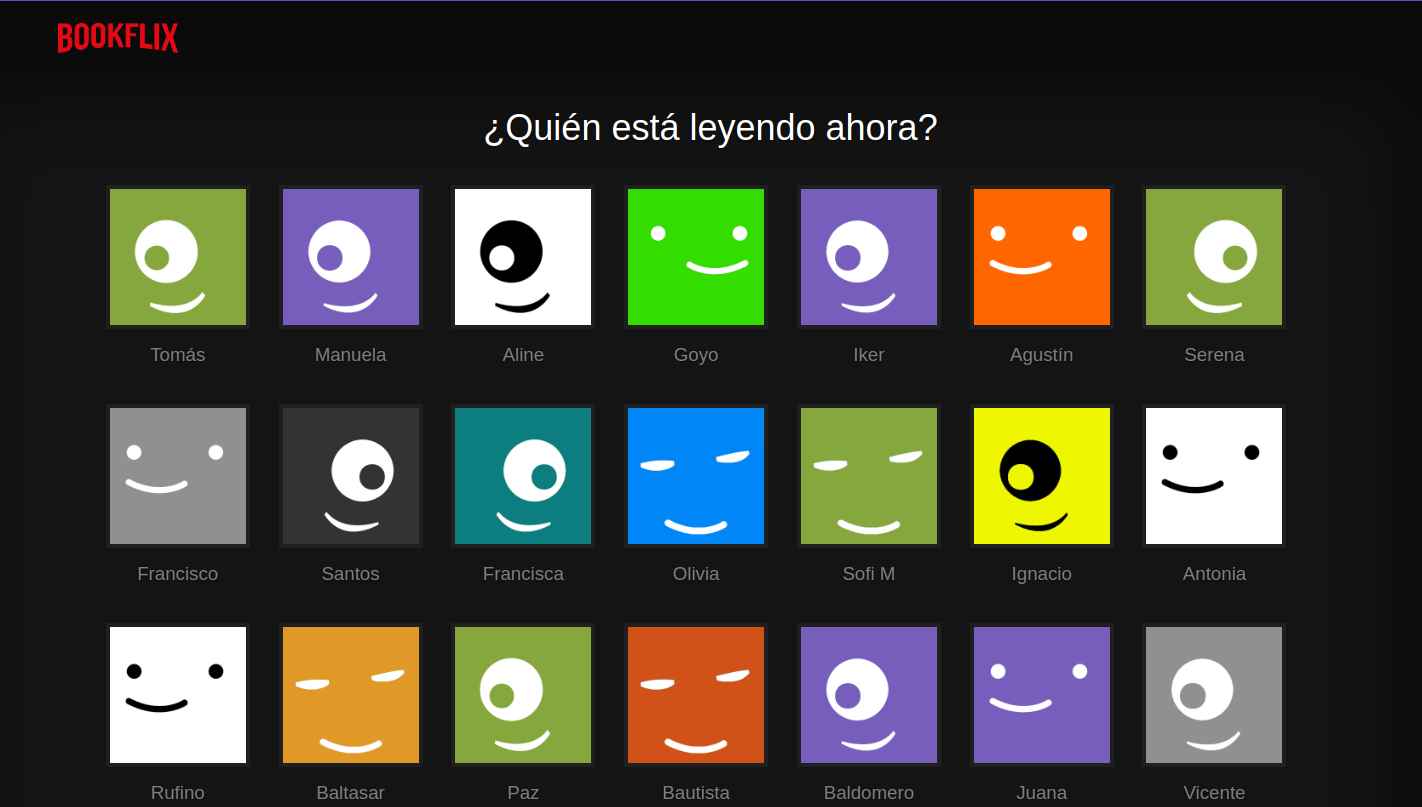 BOOKFLIX
¿Quién está leyendo ahora?
Tomás Manuela Aline Goyo Iker Agustín Serena
Francisco Santos Francisca Olivia Sofi M Ignacio Antonia
Rufino Baltasar Paz Bautista Baldomero Juana Vicente